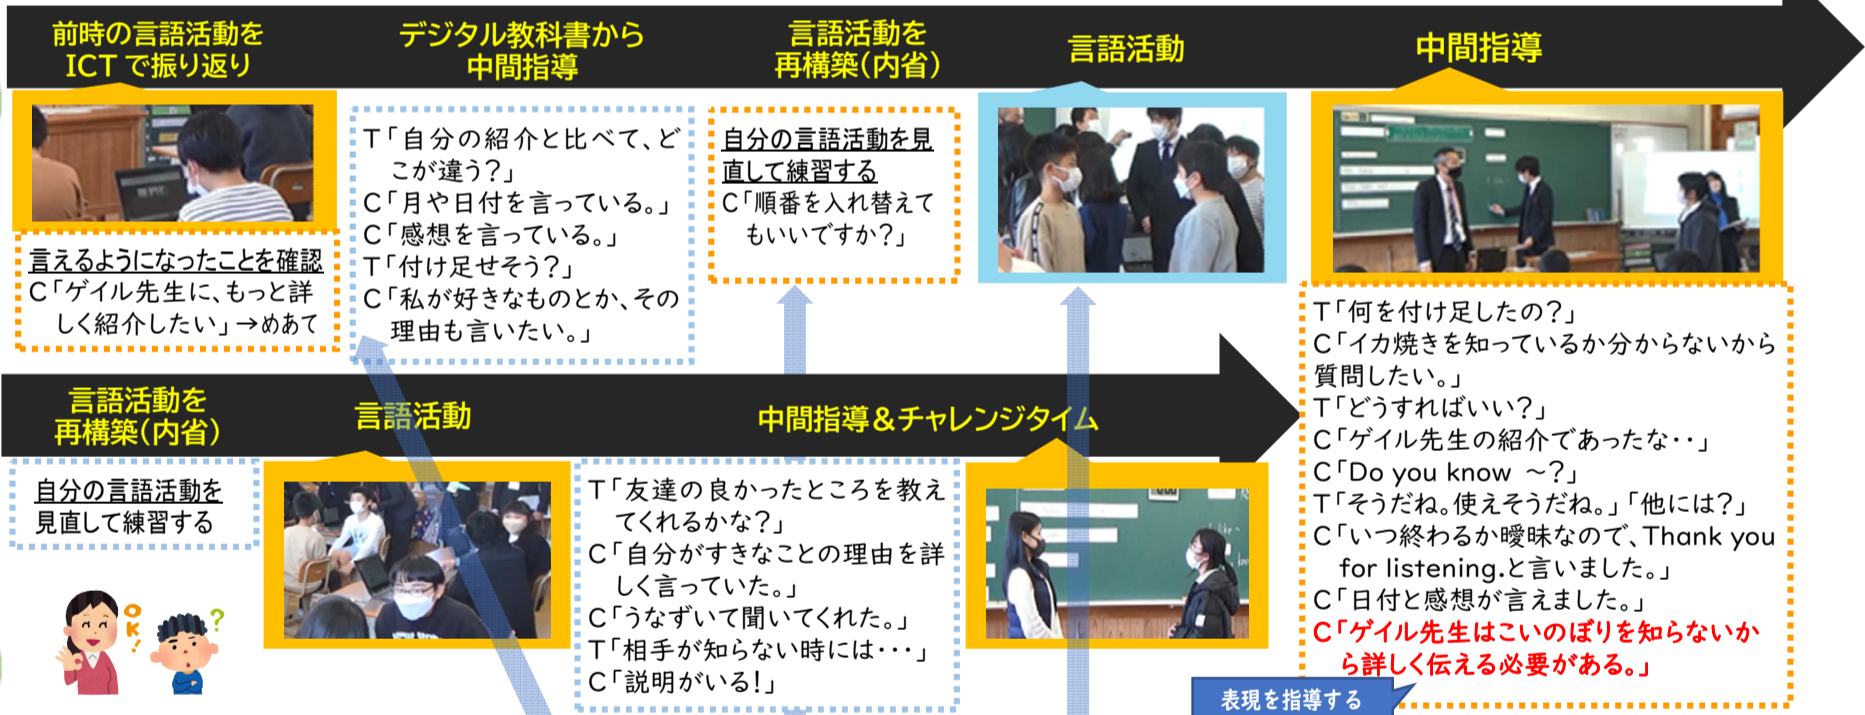 前時の言語活動を
ICTで振り返り
デジタル教科書から
中間指導
言語活動を
再構築(内省)
言語活動
中間指導
言えるようになったことを確認
C「ゲイル先生に、もっと詳
しく紹介したい」→めあて
T「自分の紹介と比べて、ど
こが違う?」
C「月や日付を言っている。」
C「感想を言っている。」
T「付け足せそう?」
C「私が好きなものとか、その
理由も言いたい。」
自分の言語活動を見
直して練習する
C「順番を入れ替えて
もいいですか?」
T「何を付け足したの?」
C「イカ焼きを知っているか分からないから
質問したい。」
T「どうすればいい?」
C「ゲイル先生の紹介であったな・・」
C「Do you know ~?」
T「そうだね。使えそうだね。」「他には?」
C「いつ終わるか曖昧なので、Thank you
for listening.と言いました。」
C「日付と感想が言えました。」
C「ゲイル先生はこいのぼりを知らないか
ら詳しく伝える必要がある。」
表現を指導する
言語活動を
再構築(内省)
言語活動
中間指導&チャレンジタイム
自分の言語活動を
見直して練習する
OK!
?
T「友達の良かったところを教え
てくれるかな?」
C「自分がすきなことの理由を詳
しく言っていた。」
C「うなずいて聞いてくれた。」
T「相手が知らない時には・・・」
C「説明がいる!」